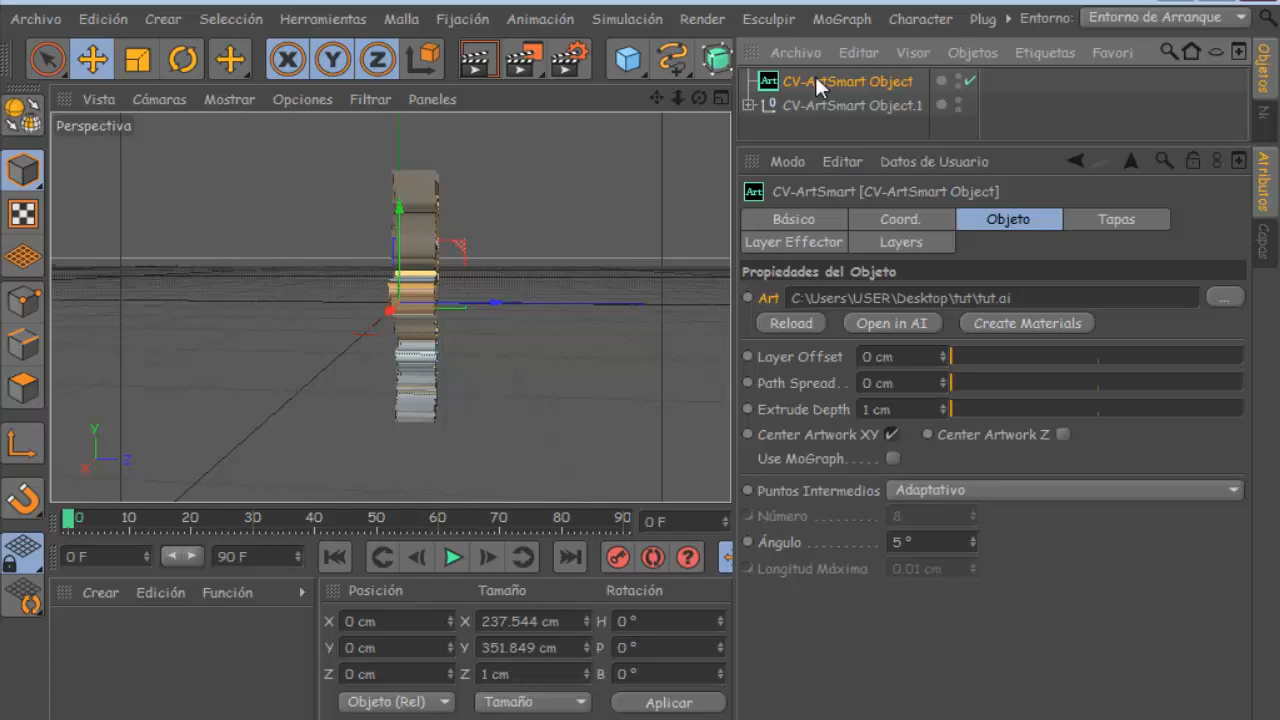 Archivo Edición Crear Selección Herramientas Malla Fijación Animación Simulación Render Esculpir MoGraph Character Plug Entorno: Entorno de Arranque
X Y Z
Archivo Editar Visor Objetos Etiquetas Favori
Art CV-ArtSmart Object
0 CV-ArtSmart Object.1
Objetos
Atributos
Capas
Vista Cámaras Mostrar Opciones Filtrar Paneles
Perspectiva
y
x z
Modo Editar Datos de Usuario
Art CV-ArtSmart [CV-ArtSmart Object]
Básico Coord. Objeto Tapas
Layer Effector Layers
Propiedades del Objeto
Art C:\Users\USER\Desktop\tut\tut.ai ...
Reload Open in AI Create Materials
Layer Offset 0 cm
Path Spread. . 0 cm
Extrude Depth 1 cm
Center Artwork XY Center Artwork Z
Use MoGraph. . . . .
Puntos Intermedios Adaptativo
Número . . . . . . . . 8
Ángulo . . . . . . . . . 5 °
Longitud Máxima 0.01 cm
0 10 20 30 40 50 60 70 80 90 0 F
0 F 90 F
Crear Edición Función
Posición Tamaño Rotación
X 0 cm X 237.544 cm H 0 °
Y 0 cm Y 351.849 cm P 0 °
Z 0 cm Z 1 cm B 0 °
Objeto (Rel) Tamaño Aplicar